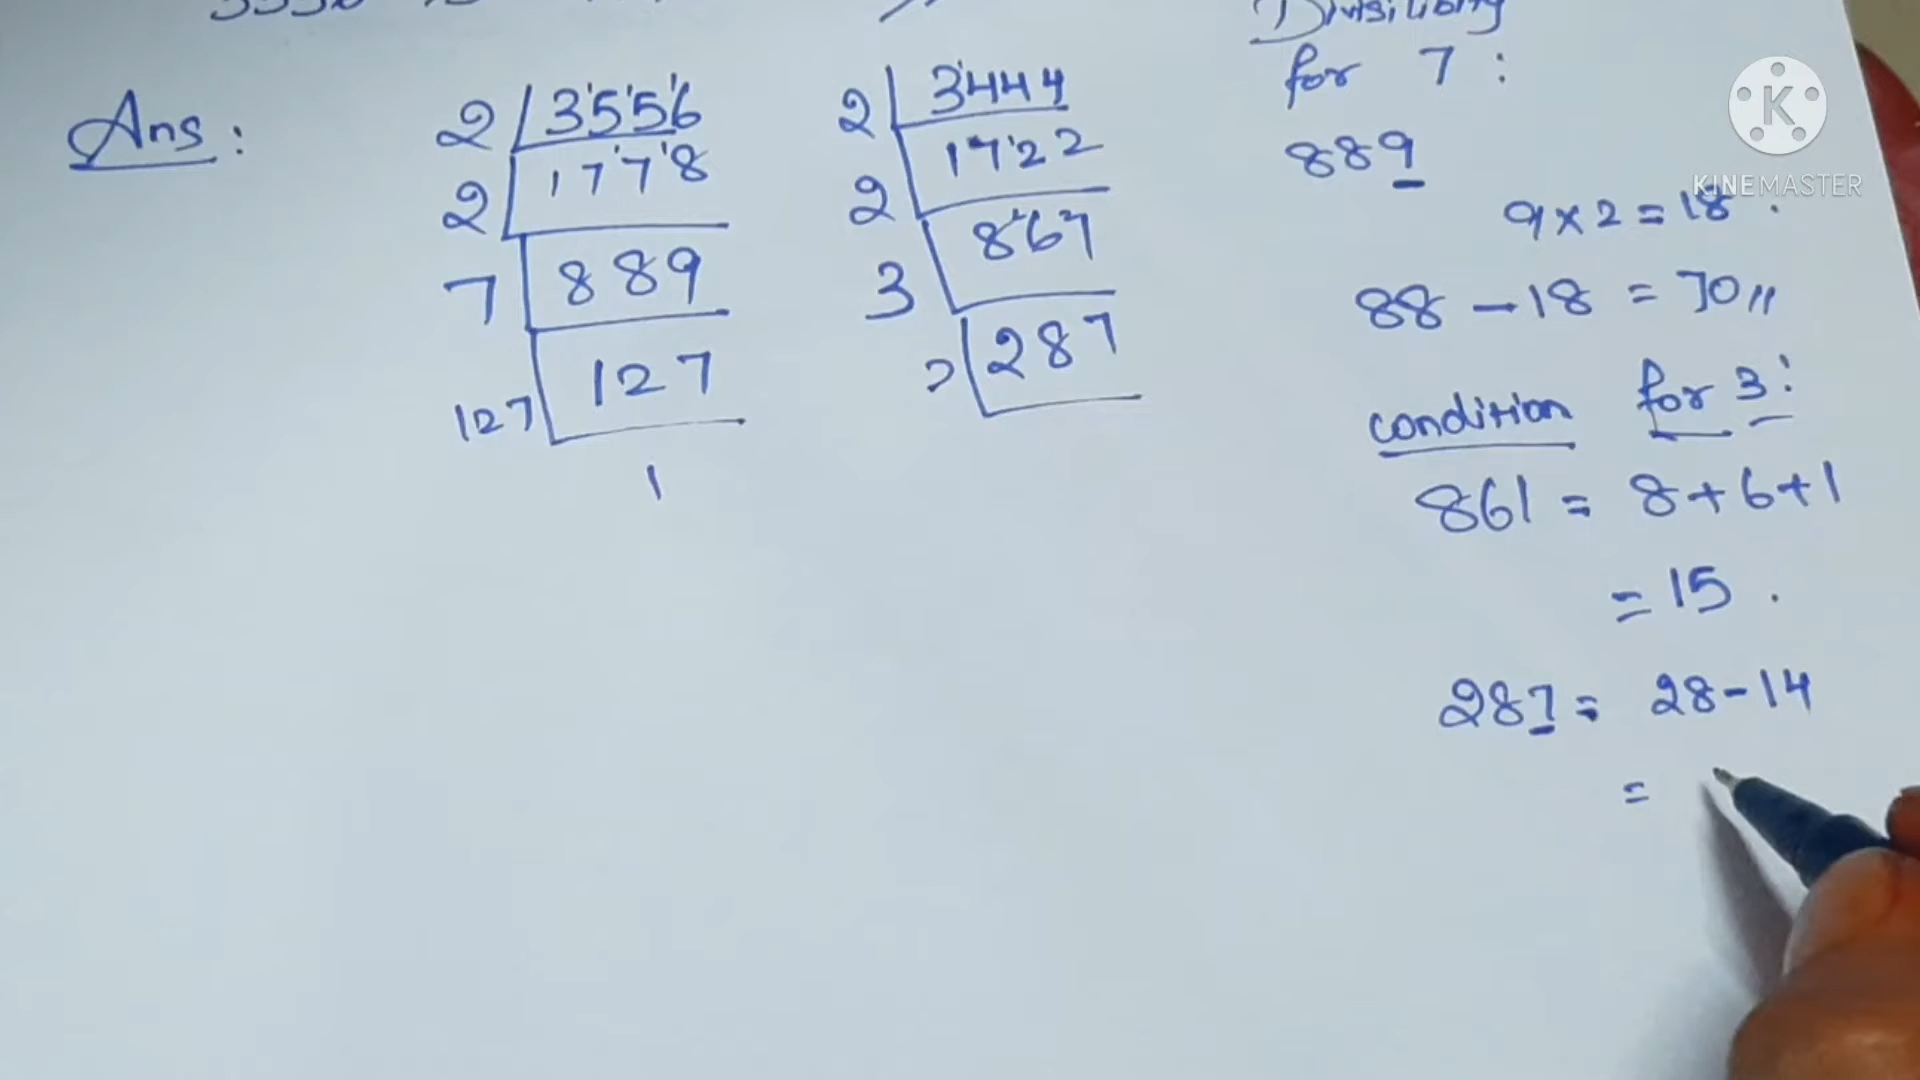 Divisibility
for 7 :
Ans :
2 3556
2 1778
7 889
127 127
1
2 3444
2 1722
3 861
287
889
9 x 2 = 18 .
88 - 18 = 70 //
condition for 3 :
861 = 8 + 6 + 1
= 15 .
287 = 28 - 14
=
K
KINEMASTER